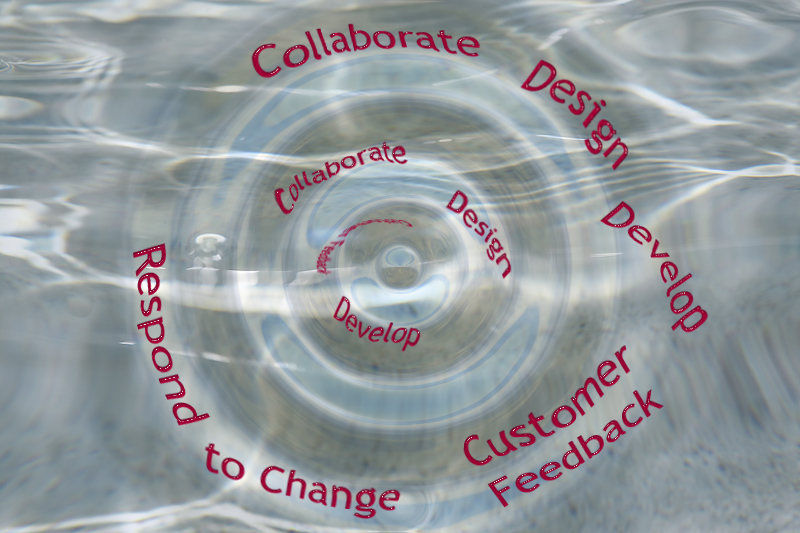 Collaborate
Design
Develop
Customer
Feedback
Respond
to Change
Collaborate
Design
Develop